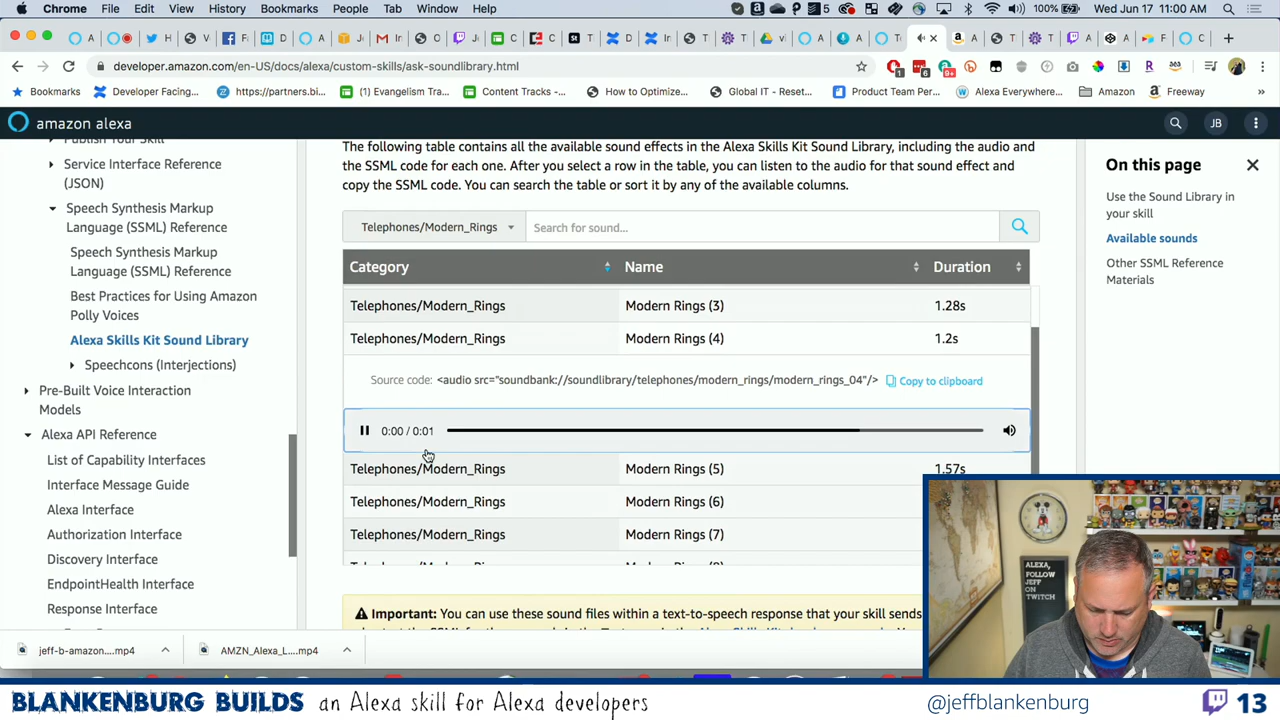 Chrome File Edit View History Bookmarks People Tab Window Help 5 100% Wed Jun 17 11:00 AM
developer.amazon.com/en-US/docs/alexa/custom-skills/ask-soundlibrary.html
Bookmarks Developer Facing... https://partners.bi... (1) Evangelism Tra... Content Tracks -... How to Optimize... Global IT - Reset... Product Team Per... Alexa Everywhere... Amazon Freeway
amazon alexa JB
Publish Your Skill
Service Interface Reference
(JSON)
Speech Synthesis Markup
Language (SSML) Reference
Speech Synthesis Markup
Language (SSML) Reference
Best Practices for Using Amazon
Polly Voices
Alexa Skills Kit Sound Library
Speechcons (Interjections)
Pre-Built Voice Interaction
Models
Alexa API Reference
List of Capability Interfaces
Interface Message Guide
Alexa Interface
Authorization Interface
Discovery Interface
EndpointHealth Interface
Response Interface
The following table contains all the available sound effects in the Alexa Skills Kit Sound Library, including the audio and
the SSML code for each one. After you select a row in the table, you can listen to the audio for that sound effect and
copy the SSML code. You can search the table or sort it by any of the available columns.
Telephones/Modern_Rings Search for sound...
Category Name Duration
Telephones/Modern_Rings Modern Rings (3) 1.28s
Telephones/Modern_Rings Modern Rings (4) 1.2s
Source code: <audio src="soundbank://soundlibrary/telephones/modern_rings/modern_rings_04"/> Copy to clipboard
0:00 / 0:01
Telephones/Modern_Rings Modern Rings (5) 1.57s
Telephones/Modern_Rings Modern Rings (6)
Telephones/Modern_Rings Modern Rings (7)
Important: You can use these sound files within a text-to-speech response that your skill sends
On this page
Use the Sound Library in
your skill
Available sounds
Other SSML Reference
Materials
ALEXA,
FOLLOW
JEFF
ON
TWITCH
jeff-b-amazon....mp4 AMZN_Alexa_L....mp4
BLANKENBURG BUILDS an Alexa skill for Alexa developers @jeffblankenburg 13